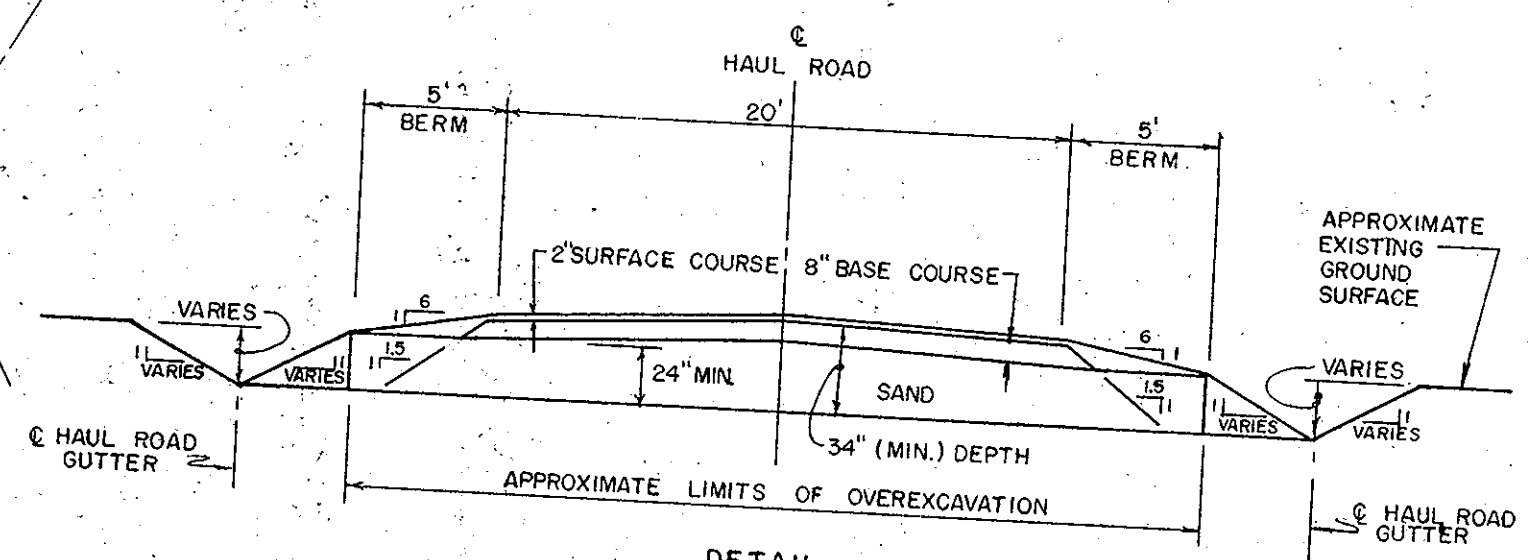 ℄
HAUL ROAD
5'
BERM
20'
5'
BERM
APPROXIMATE
EXISTING
GROUND
SURFACE
2" SURFACE COURSE
8" BASE COURSE
VARIES
6
1
6
1
1
VARIES
VARIES
1
1
1.5
24" MIN.
SAND
1.5
1
1
VARIES
VARIES
VARIES
1
34" (MIN.) DEPTH
℄ HAUL ROAD
GUTTER
APPROXIMATE LIMITS OF OVEREXCAVATION
℄ HAUL ROAD
GUTTER